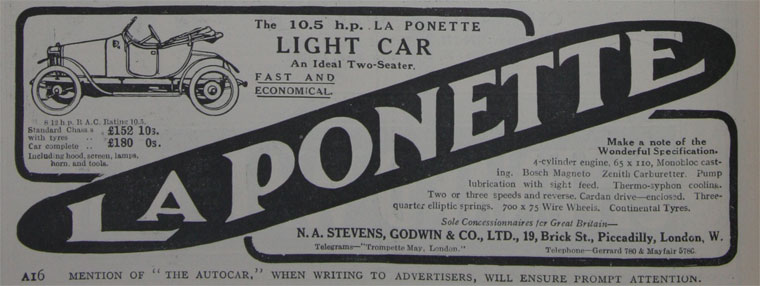 The 10.5 h.p. LA PONETTE
LIGHT CAR
An Ideal Two-Seater.
FAST AND
ECONOMICAL.
8 12 h.p. R.A.C. Rating 10.5.
Standard Chassis
with tyres .. £152 10s.
Car complete .. £180 0s.
Including hood, screen, lamps,
horn, and tools.
LA PONETTE
Make a note of the
Wonderful Specification.
4-cylinder engine, 65 x 110, Monobloc cast-
ing. Bosch Magneto Zenith Carburetter. Pump
lubrication with sight feed. Thermo-syphon cooling.
Two or three speeds and reverse. Cardan drive—enclosed. Three-
quarter elliptic springs. 700 x 75 Wire Wheels. Continental Tyres.
Sole Concessionaires for Great Britain—
N. A. STEVENS, GODWIN & CO., LTD., 19, Brick St., Piccadilly, London, W.
Telegrams—"Trompette May, London." Telephone—Gerrard 780 & Mayfair 5780.
A16 MENTION OF "THE AUTOCAR," WHEN WRITING TO ADVERTISERS, WILL ENSURE PROMPT ATTENTION.